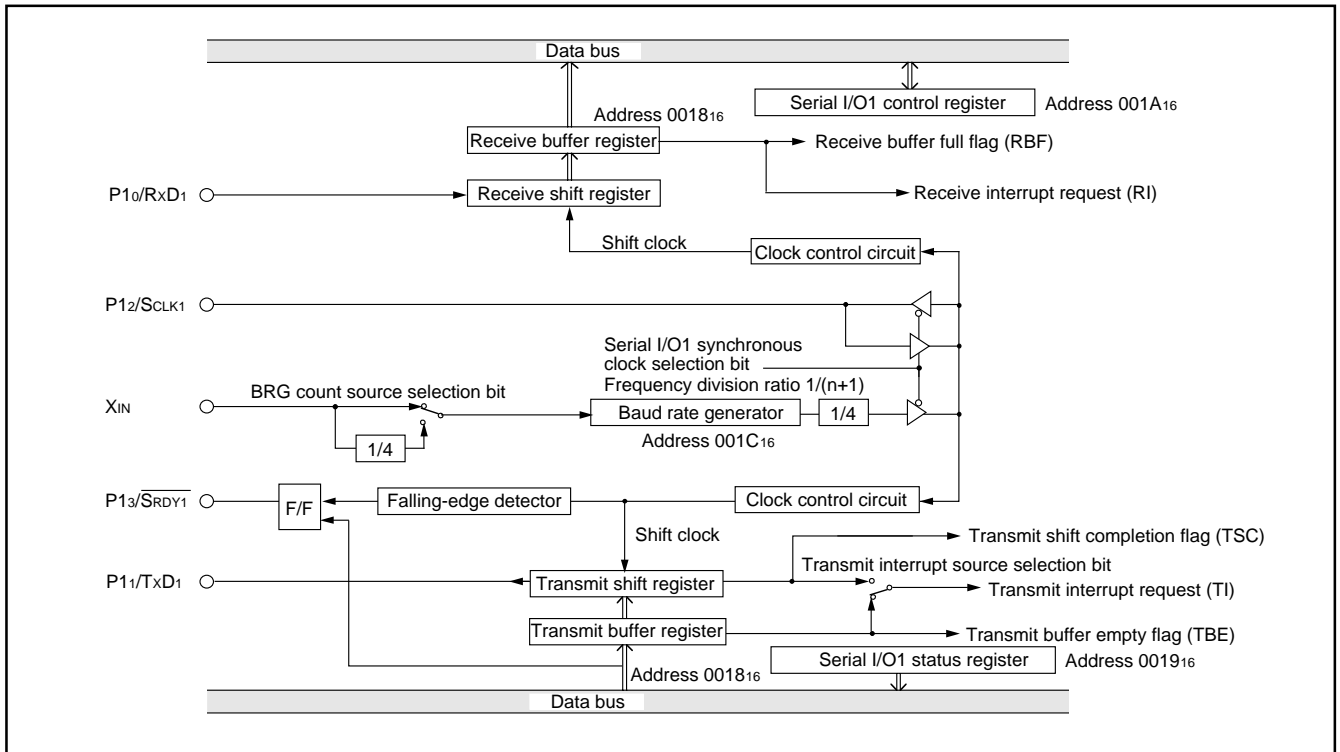 Data bus
Serial I/O1 control register Address 001A16
Address 001816
Receive buffer register Receive buffer full flag (RBF)
P10/RXD1 Receive shift register Receive interrupt request (RI)
Shift clock Clock control circuit
P12/SCLK1
Serial I/O1 synchronous
clock selection bit
BRG count source selection bit Frequency division ratio 1/(n+1)
XIN Baud rate generator 1/4
Address 001C16
1/4
P13/SRDY1 F/F Falling-edge detector Clock control circuit
Shift clock Transmit shift completion flag (TSC)
Transmit interrupt source selection bit
P11/TXD1 Transmit shift register Transmit interrupt request (TI)
Transmit buffer register Transmit buffer empty flag (TBE)
Address 001816 Serial I/O1 status register Address 001916
Data bus